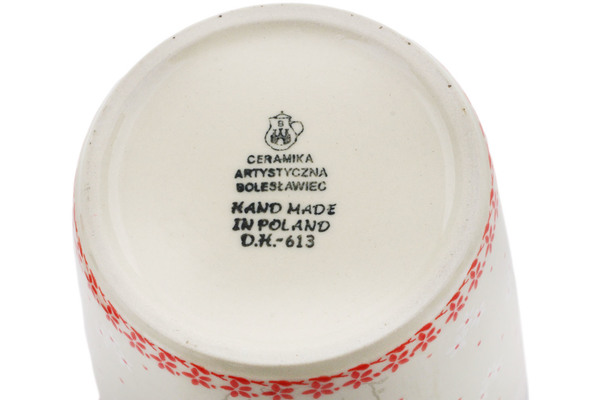 B
CERAMIKA
ARTYSTYCZNA
BOLESŁAWIEC
HAND MADE
IN POLAND
D.H.-613